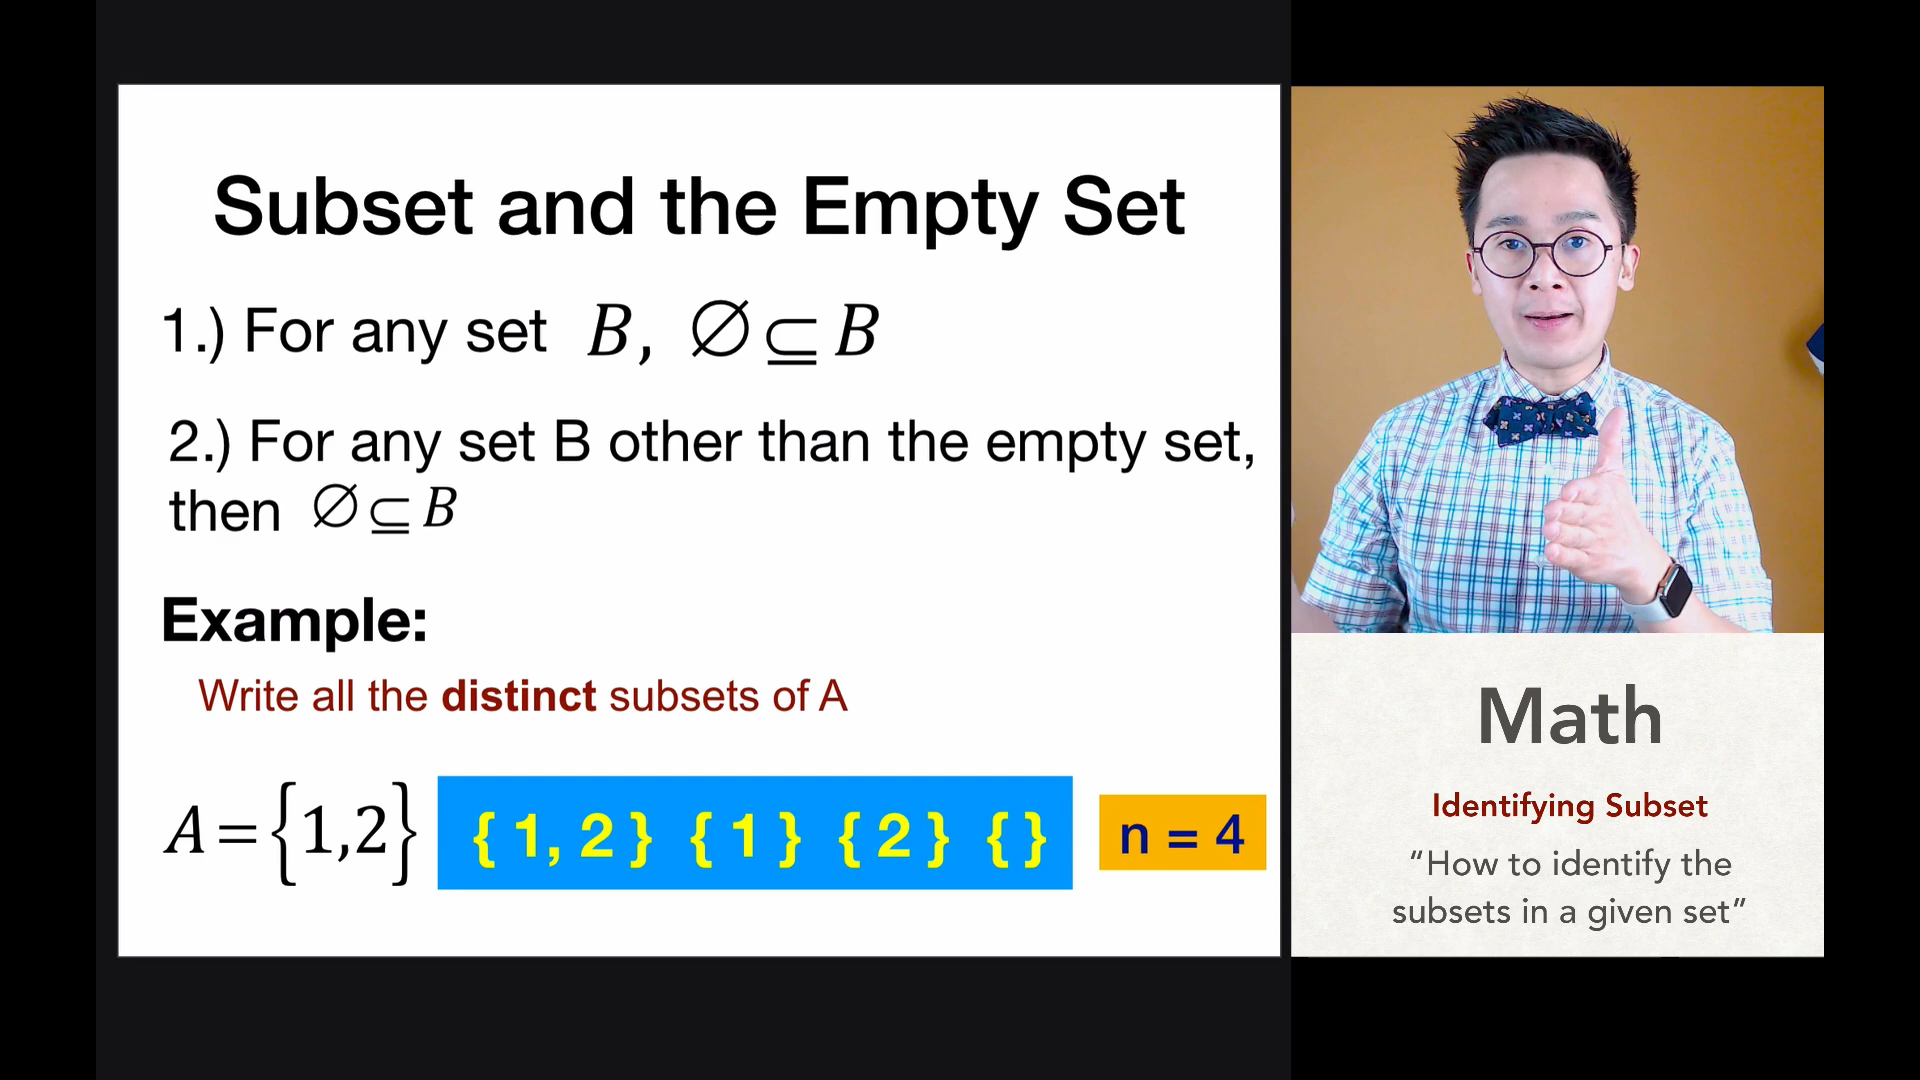 Subset and the Empty Set
1.) For any set B, ∅ ⊆ B
2.) For any set B other than the empty set,
then ∅ ⊆ B
Example:
Write all the distinct subsets of A
A = {1,2} { 1, 2 } { 1 } { 2 } { } n = 4
Math
Identifying Subset
“How to identify the
subsets in a given set”